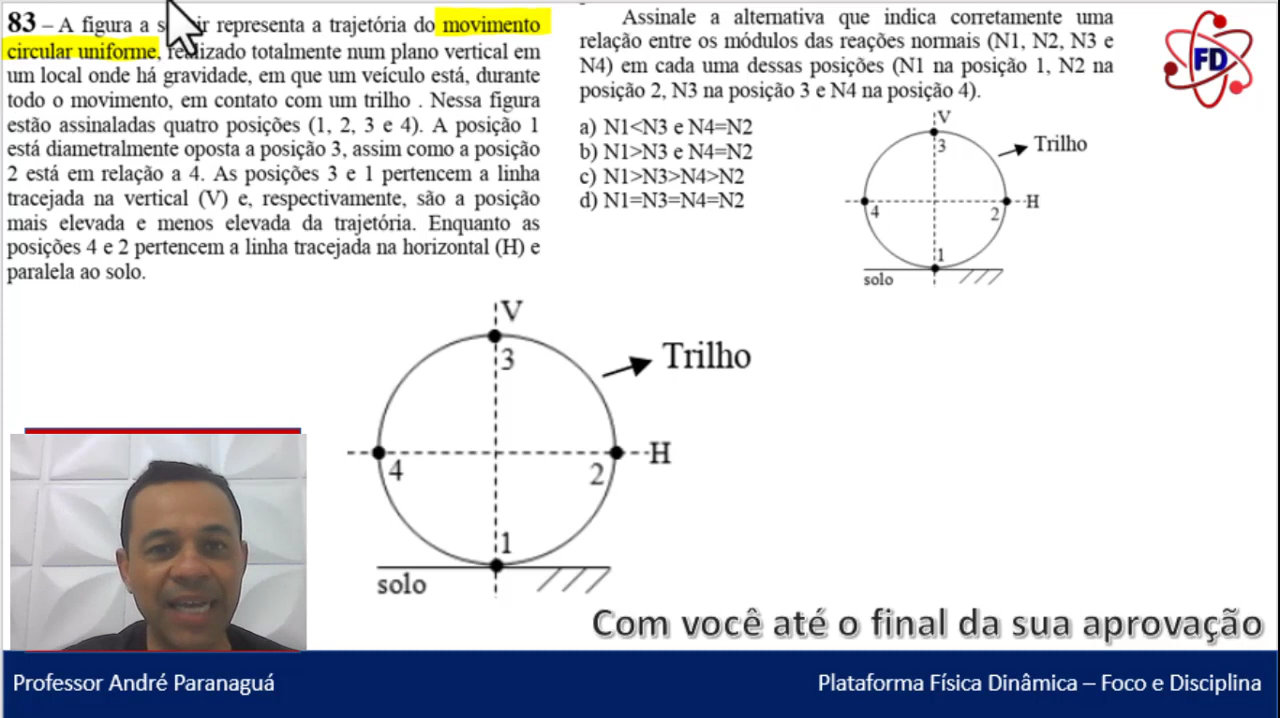 83 – A figura a s ir representa a trajetória do movimento
circular uniforme, realizado totalmente num plano vertical em
um local onde há gravidade, em que um veículo está, durante
todo o movimento, em contato com um trilho . Nessa figura
estão assinaladas quatro posições (1, 2, 3 e 4). A posição 1
está diametralmente oposta a posição 3, assim como a posição
2 está em relação a 4. As posições 3 e 1 pertencem a linha
tracejada na vertical (V) e, respectivamente, são a posição
mais elevada e menos elevada da trajetória. Enquanto as
posições 4 e 2 pertencem a linha tracejada na horizontal (H) e
paralela ao solo.
Assinale a alternativa que indica corretamente uma
relação entre os módulos das reações normais (N1, N2, N3 e
N4) em cada uma dessas posições (N1 na posição 1, N2 na
posição 2, N3 na posição 3 e N4 na posição 4).
a) N1<N3 e N4=N2
b) N1>N3 e N4=N2
c) N1>N3>N4>N2
d) N1=N3=N4=N2
FD
V
3
Trilho
4
2
H
1
solo
V
3
Trilho
4
2
H
1
solo
Com você até o final da sua aprovação
Professor André Paranaguá
Plataforma Física Dinâmica – Foco e Disciplina